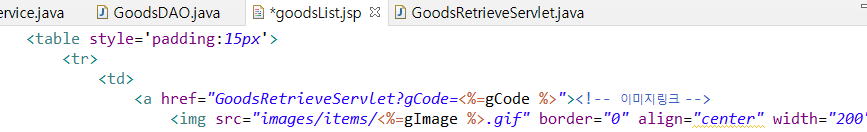 ervice.java GoodsDAO.java *goodsList.jsp GoodsRetrieveServlet.java
<table style='padding:15px'>
<tr>
<td>
<a href="GoodsRetrieveServlet?gCode=<%=gCode %>"><!-- 이미지링크 -->
<img src="images/items/<%=gImage %>.gif" border="0" align="center" width="200"